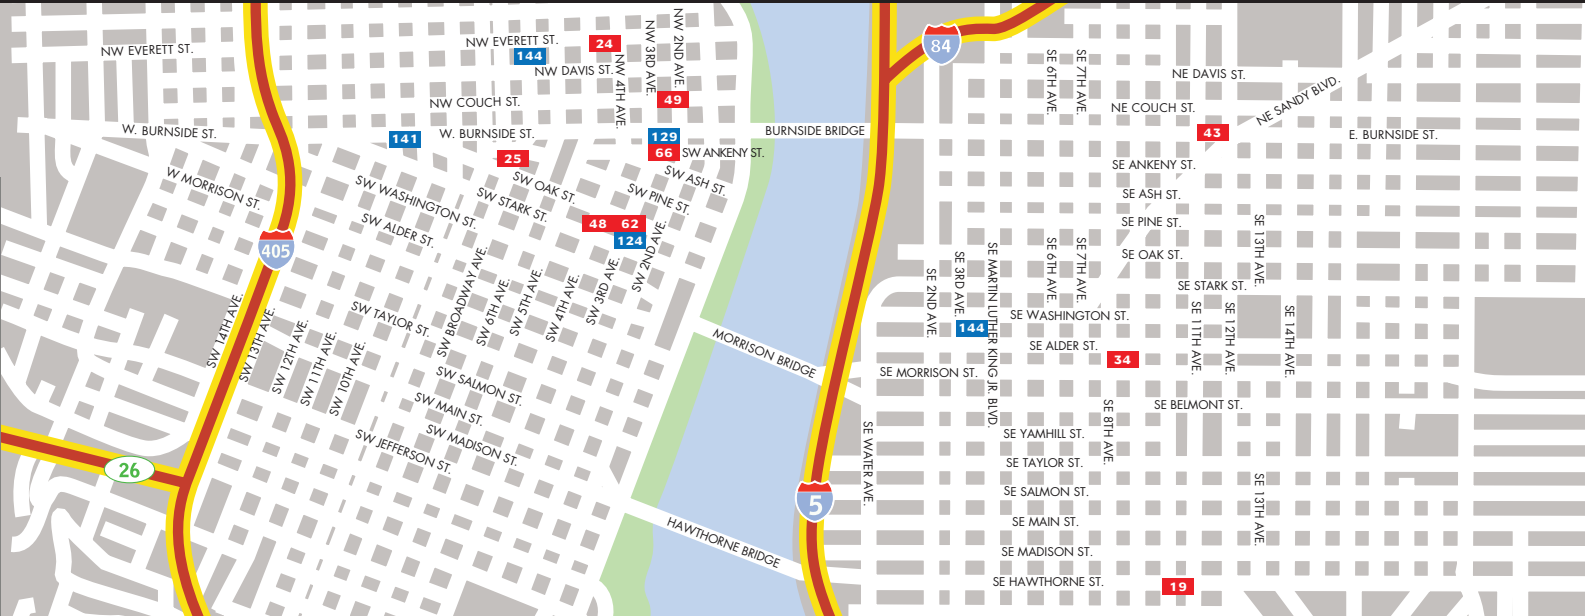 NW EVERETT ST.
NW EVERETT ST.
24
144
NW DAVIS ST.
NW 4TH AVE.
NW 3RD AVE.
NW 2ND AVE.
NW COUCH ST.
49
W. BURNSIDE ST.
141
W. BURNSIDE ST.
129
66
SW ANKENY ST.
25
BURNSIDE BRIDGE
84
SE 6TH AVE.
SE 7TH AVE.
NE DAVIS ST.
NE SANDY BLVD.
NE COUCH ST.
43
E. BURNSIDE ST.
SE ANKENY ST.
SE ASH ST.
SE PINE ST.
SE OAK ST.
SE STARK ST.
W MORRISON ST.
SW WASHINGTON ST.
SW ALDER ST.
SW STARK ST.
SW OAK ST.
SW PINE ST.
SW ASH ST.
48
62
124
405
SW 14TH AVE.
SW 13TH AVE.
SW 12TH AVE.
SW 11TH AVE.
SW 10TH AVE.
SW TAYLOR ST.
SW BROADWAY AVE.
SW 6TH AVE.
SW 5TH AVE.
SW 4TH AVE.
SW 3RD AVE.
SW 2ND AVE.
SW SALMON ST.
SW MAIN ST.
SW MADISON ST.
SW JEFFERSON ST.
26
MORRISON BRIDGE
HAWTHORNE BRIDGE
5
SE WATER AVE.
SE 2ND AVE.
SE 3RD AVE.
SE MARTIN LUTHER KING JR. BLVD.
SE 6TH AVE.
SE 7TH AVE.
SE 13TH AVE.
144
SE WASHINGTON ST.
SE ALDER ST.
34
SE 11TH AVE.
SE 12TH AVE.
SE 14TH AVE.
SE MORRISON ST.
SE BELMONT ST.
SE 8TH AVE.
SE YAMHILL ST.
SE TAYLOR ST.
SE SALMON ST.
SE MAIN ST.
SE MADISON ST.
SE HAWTHORNE ST.
SE 13TH AVE.
19